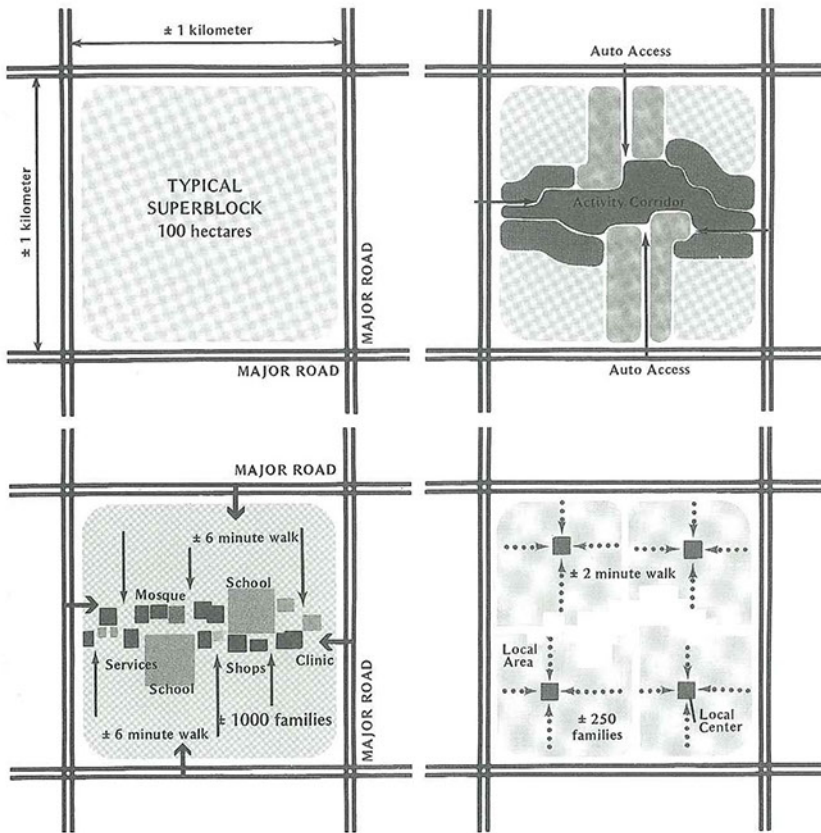 ± 1 kilometer
± 1 kilometer
TYPICAL
SUPERBLOCK
100 hectares
MAJOR ROAD
MAJOR ROAD
Auto Access
Activity Corridor
Auto Access
MAJOR ROAD
± 6 minute walk
School
Mosque
Services
Shops
Clinic
School
± 1000 families
± 6 minute walk
MAJOR ROAD
± 2 minute walk
Local
Area
± 250
families
Local
Center